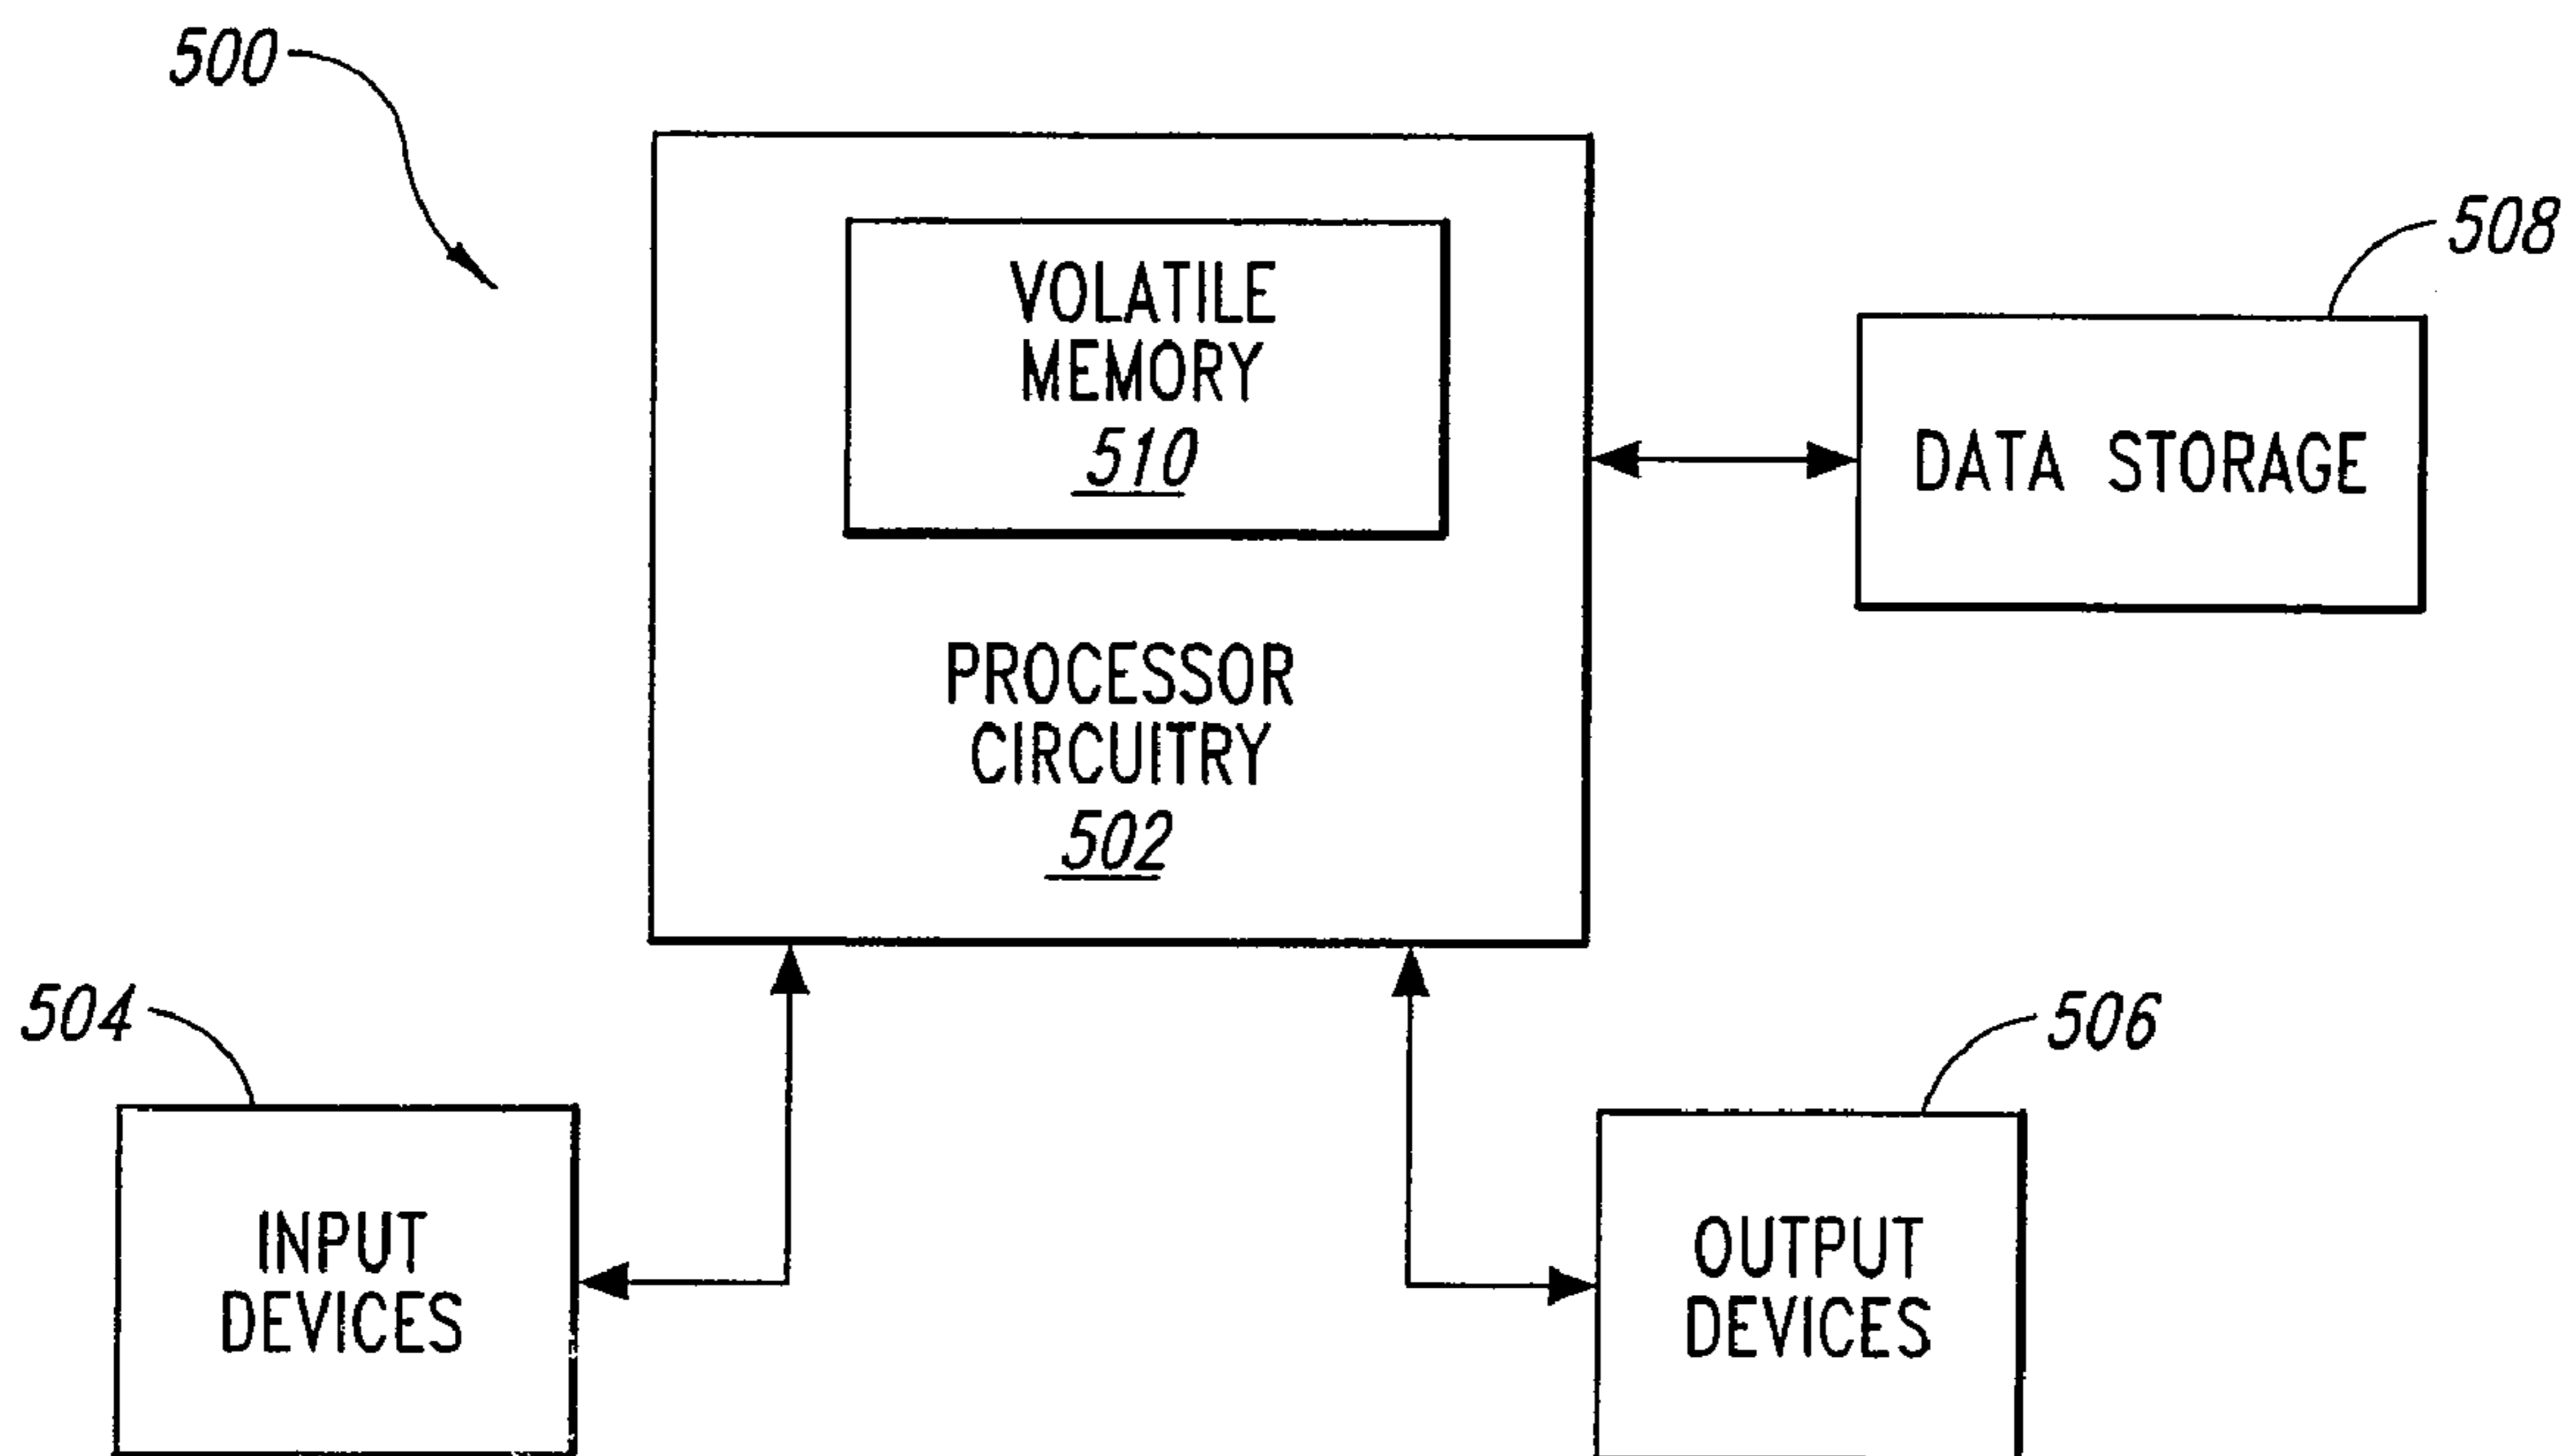 500
VOLATILE
MEMORY
510
508
DATA STORAGE
PROCESSOR
CIRCUITRY
502
504
INPUT
DEVICES
506
OUTPUT
DEVICES